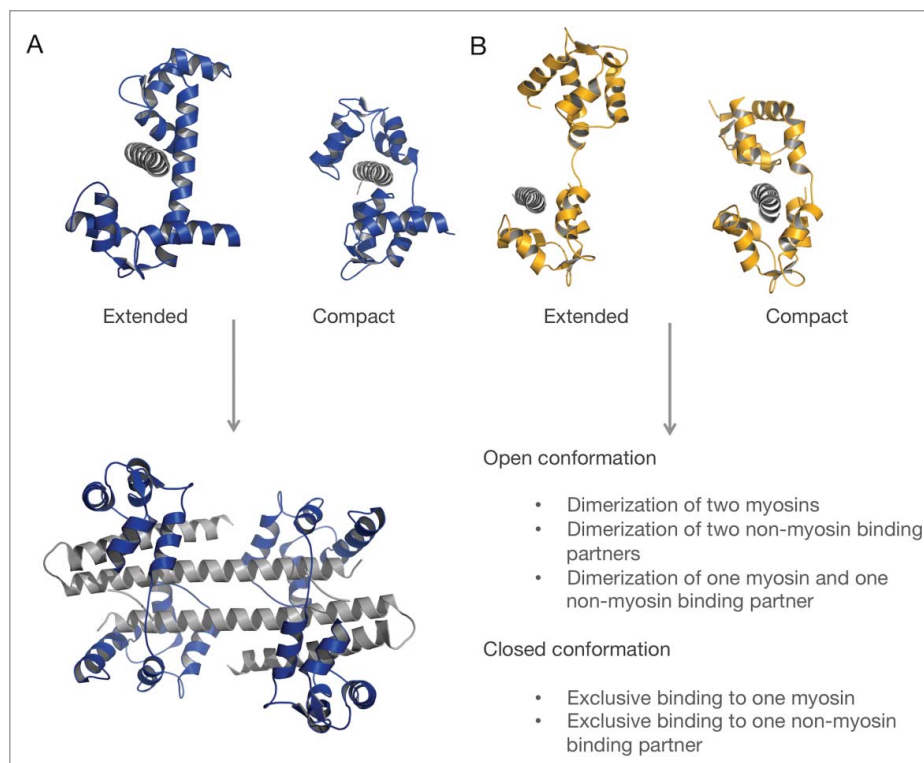 A
B
Extended
Compact
Extended
Compact
Open conformation
• Dimerization of two myosins
• Dimerization of two non-myosin binding
partners
• Dimerization of one myosin and one
non-myosin binding partner
Closed conformation
• Exclusive binding to one myosin
• Exclusive binding to one non-myosin
binding partner